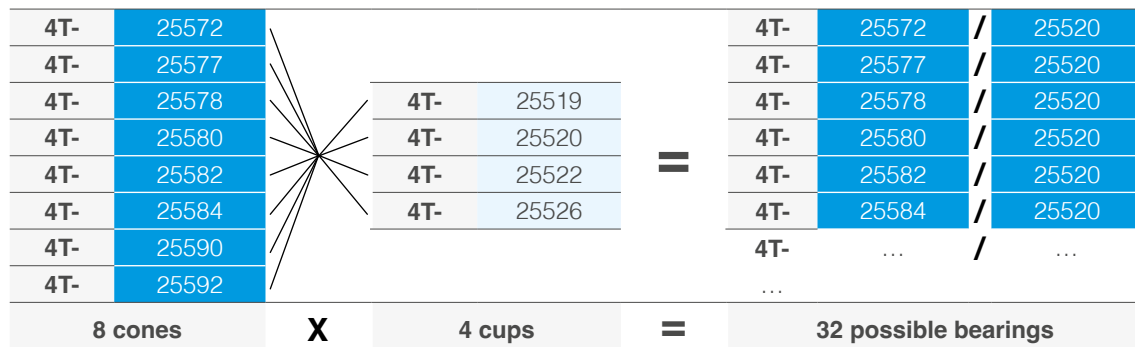 4T- 25572 4T- 25572 / 25520
4T- 25577 4T- 25577 / 25520
4T- 25578 4T- 25519 4T- 25578 / 25520
4T- 25580 4T- 25520 4T- 25580 / 25520
4T- 25582 4T- 25522 = 4T- 25582 / 25520
4T- 25584 4T- 25526 4T- 25584 / 25520
4T- 25590 4T- ... / ...
4T- 25592 ...
8 cones X 4 cups = 32 possible bearings